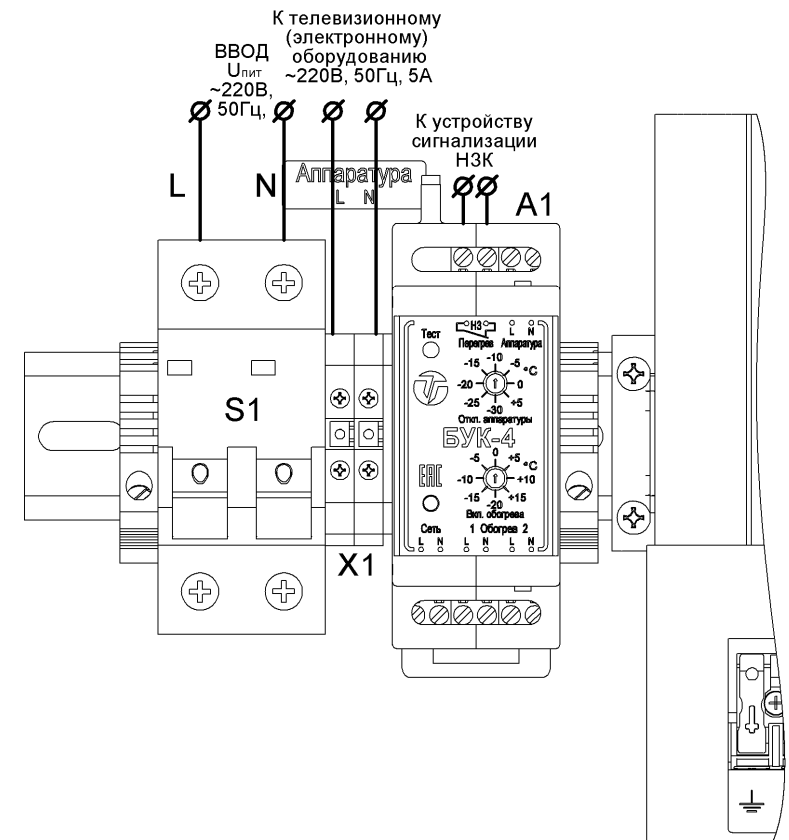 К телевизионному
(электронному)
оборудованию
~220В, 50Гц, 5А
ВВОД
Uпит
~220В,
50Гц,
К устройству
сигнализации
НЗК
L
N
Аппаратура
L N
А1
S1
X1
Тест
НЗ
L N
Перегрев Аппаратура
-10
-15 -5
°C
-20 0
-25 +5
-30
Откл. аппаратуры
БУК-4
0
-5 +5
°C
EAC
-10 +10
-15 +15
-20
Вкл. обогрева
Сеть 1 Обогрев 2
L N L N L N